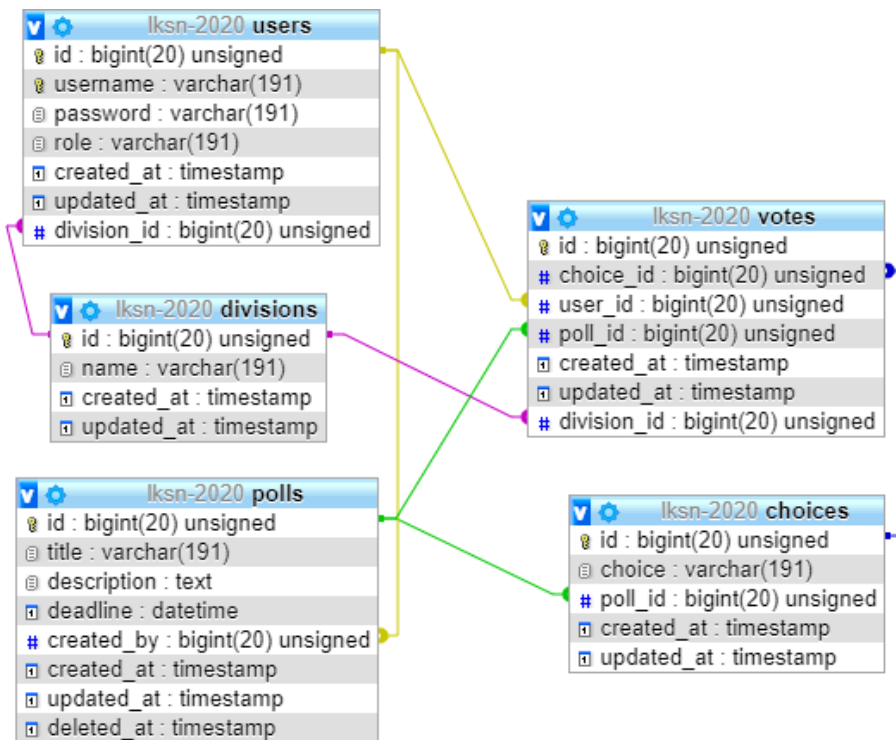 lksn-2020 users
id : bigint(20) unsigned
username : varchar(191)
password : varchar(191)
role : varchar(191)
created_at : timestamp
updated_at : timestamp
# division_id : bigint(20) unsigned
lksn-2020 divisions
id : bigint(20) unsigned
name : varchar(191)
created_at : timestamp
updated_at : timestamp
lksn-2020 polls
id : bigint(20) unsigned
title : varchar(191)
description : text
deadline : datetime
# created_by : bigint(20) unsigned
created_at : timestamp
updated_at : timestamp
deleted_at : timestamp
lksn-2020 votes
id : bigint(20) unsigned
# choice_id : bigint(20) unsigned
# user_id : bigint(20) unsigned
# poll_id : bigint(20) unsigned
created_at : timestamp
updated_at : timestamp
# division_id : bigint(20) unsigned
lksn-2020 choices
id : bigint(20) unsigned
choice : varchar(191)
# poll_id : bigint(20) unsigned
created_at : timestamp
updated_at : timestamp